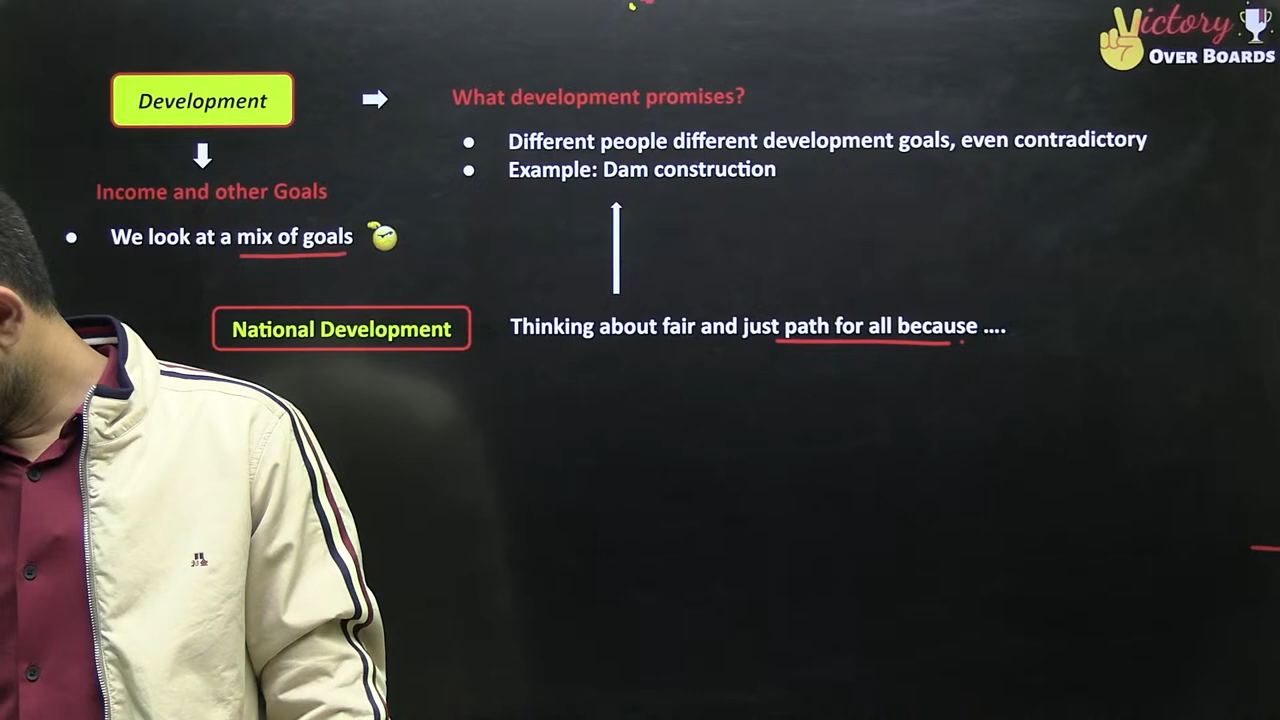 Victory
OVER BOARDS
Development
What development promises?
Different people different development goals, even contradictory
Example: Dam construction
Income and other Goals
We look at a mix of goals
National Development
Thinking about fair and just path for all because ....